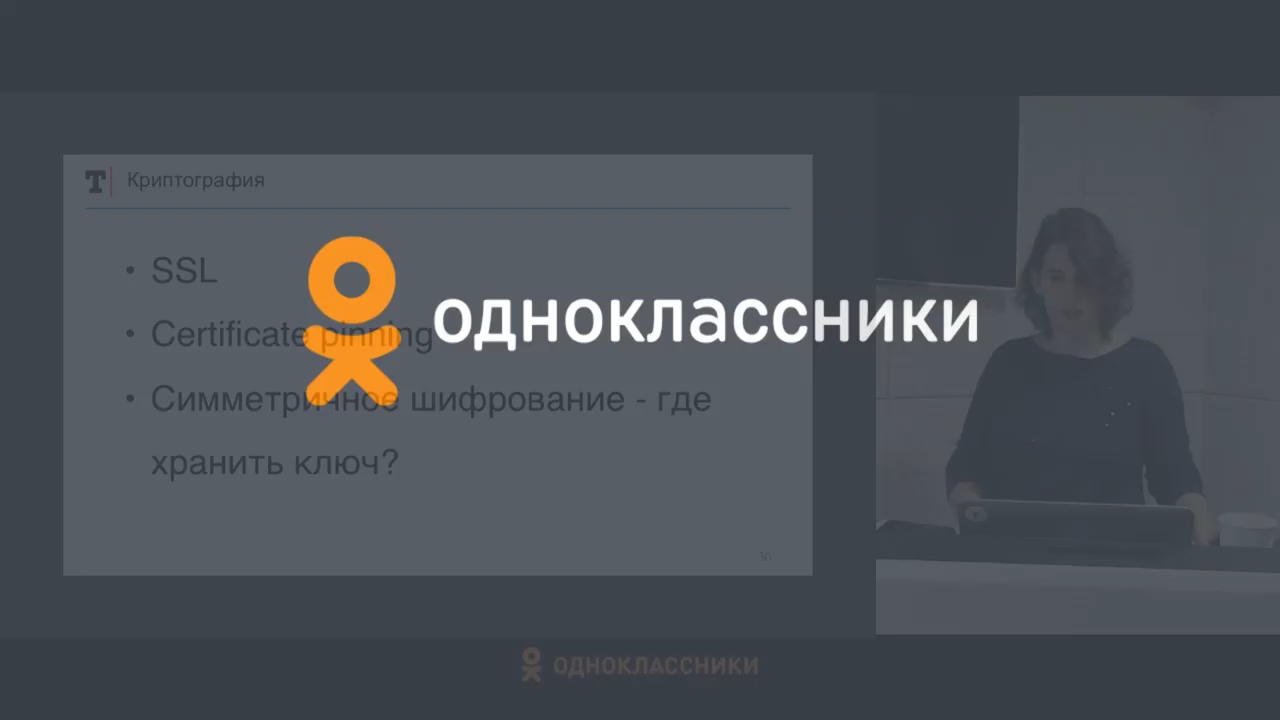 Криптография
• SSL
• Certificate pinning
• Симметричное шифрование - где
хранить ключ?
одноклассники
одноклассники